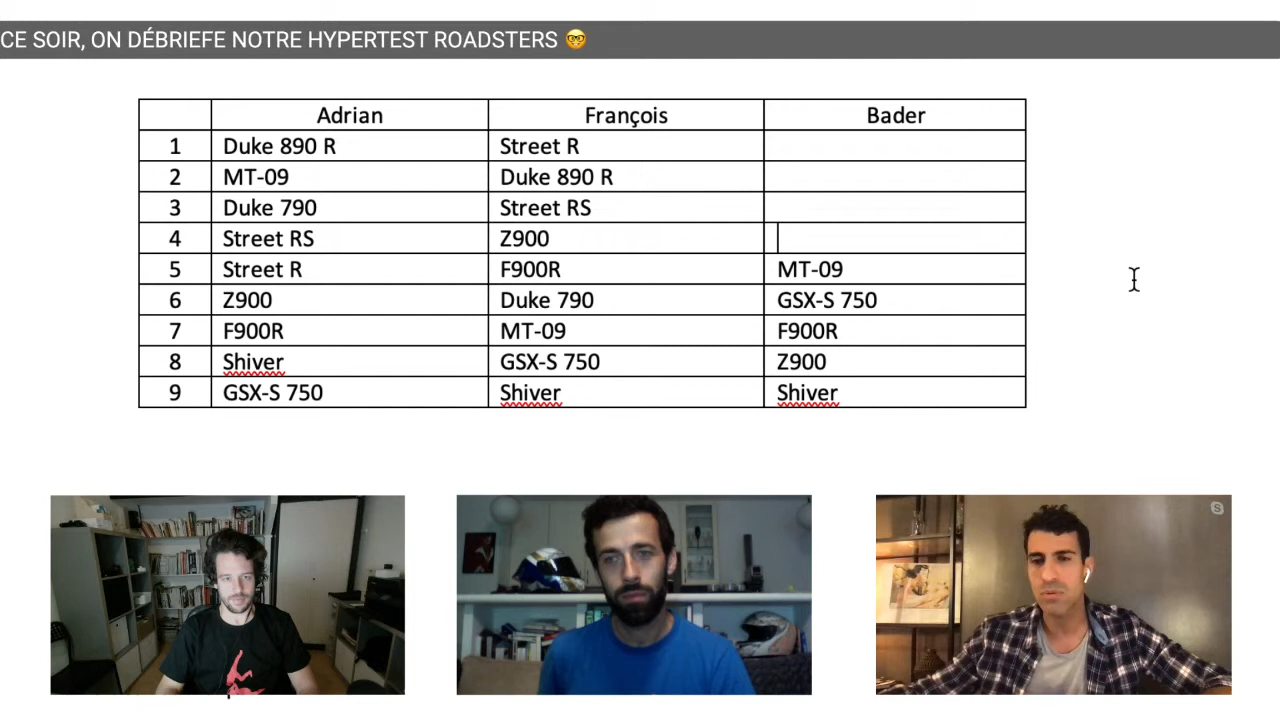 CE SOIR, ON DÉBRIEFE NOTRE HYPERTEST ROADSTERS 🤓
Adrian François Bader
1 Duke 890 R Street R
2 MT-09 Duke 890 R
3 Duke 790 Street RS
4 Street RS Z900
5 Street R F900R MT-09
6 Z900 Duke 790 GSX-S 750
7 F900R MT-09 F900R
8 Shiver GSX-S 750 Z900
9 GSX-S 750 Shiver Shiver
S